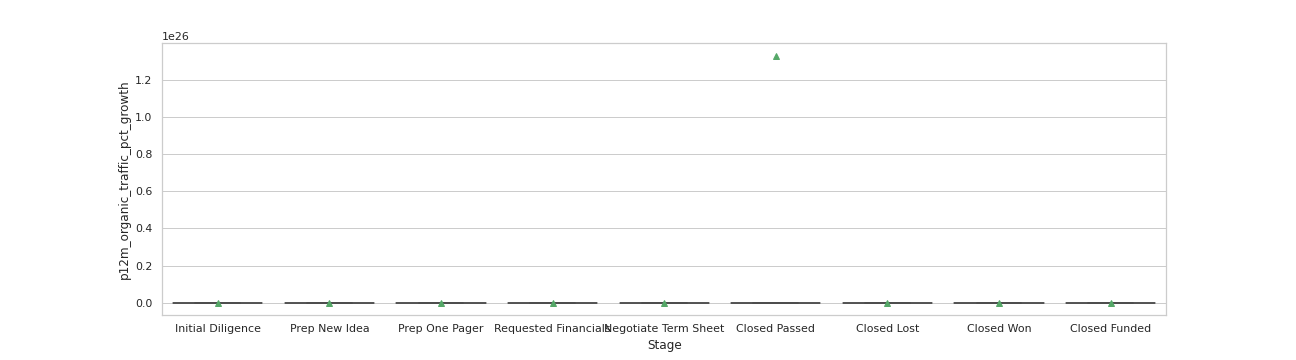 1e26
p12m_organic_traffic_pct_growth
1.2
1.0
0.8
0.6
0.4
0.2
0.0
Initial Diligence Prep New Idea Prep One Pager Requested Financials Negotiate Term Sheet Closed Passed Closed Lost Closed Won Closed Funded
Stage